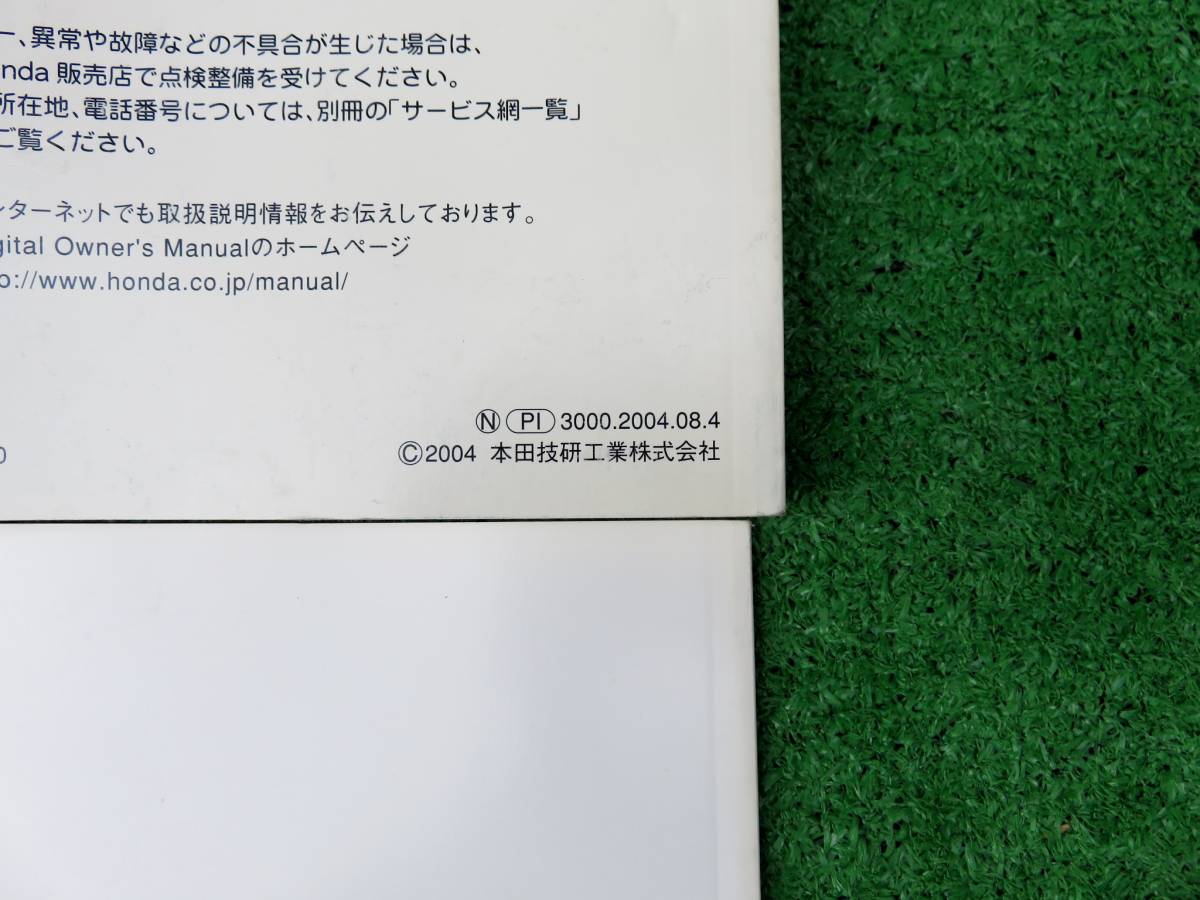 ー、異常や故障などの不具合が生じた場合は、
onda 販売店で点検整備を受けてください。
所在地、電話番号については、別冊の「サービス網一覧」
ご覧ください。
ンターネットでも取扱説明情報をお伝えしております。
gital Owner's Manualのホームページ
p://www.honda.co.jp/manual/
Ⓝ PI 3000.2004.08.4
0
©2004 本田技研工業株式会社